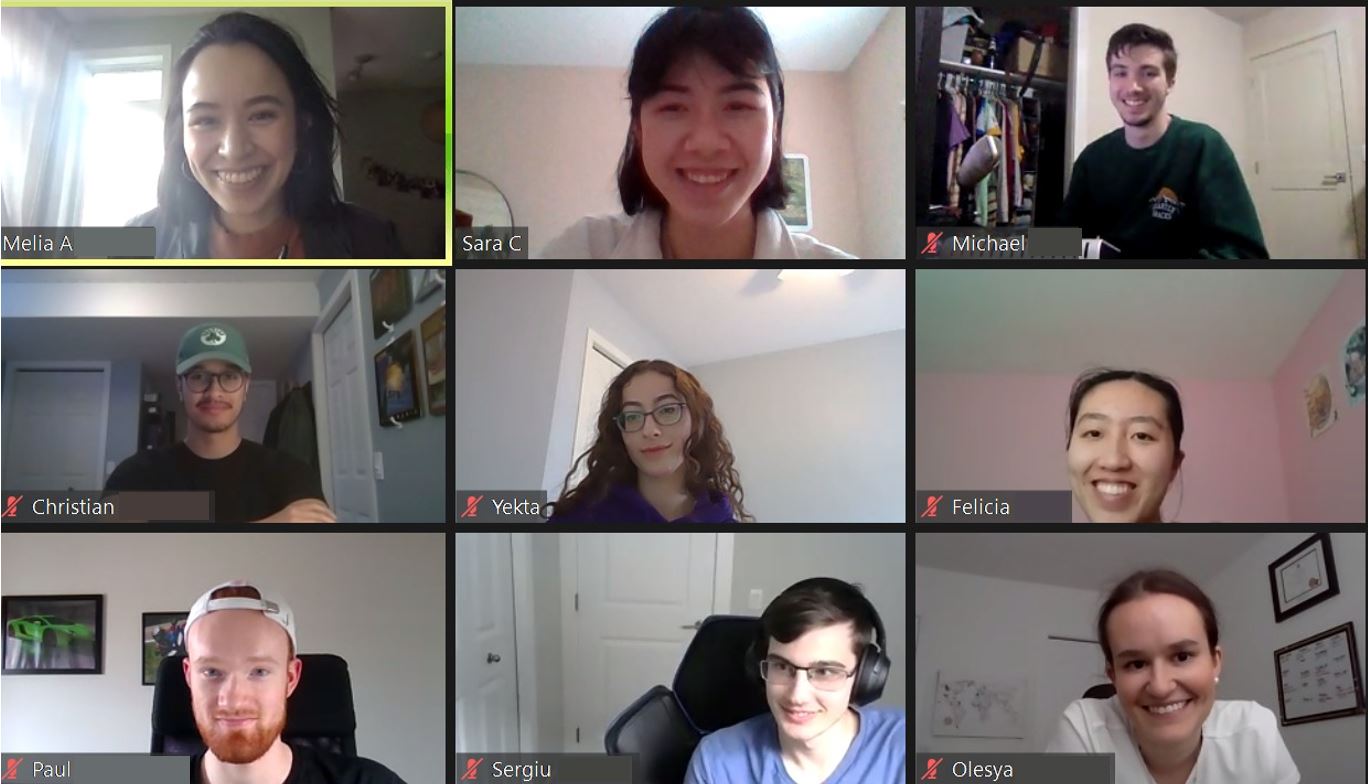 Melia A
Sara C
Michael
Christian
Yekta
Felicia
Paul
Sergiu
Olesya